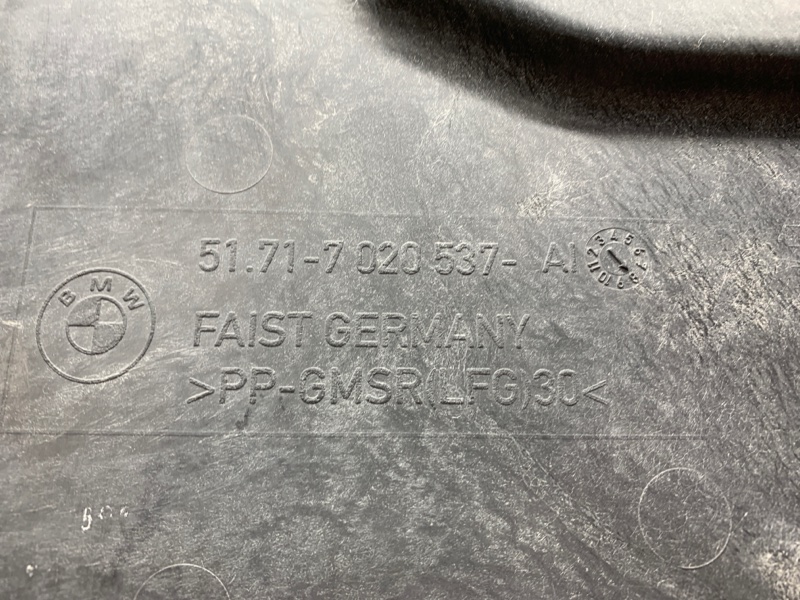 51.71-7 020 537- AI
BMW
FAIST GERMANY
>PP-GMSR(LFG)30<